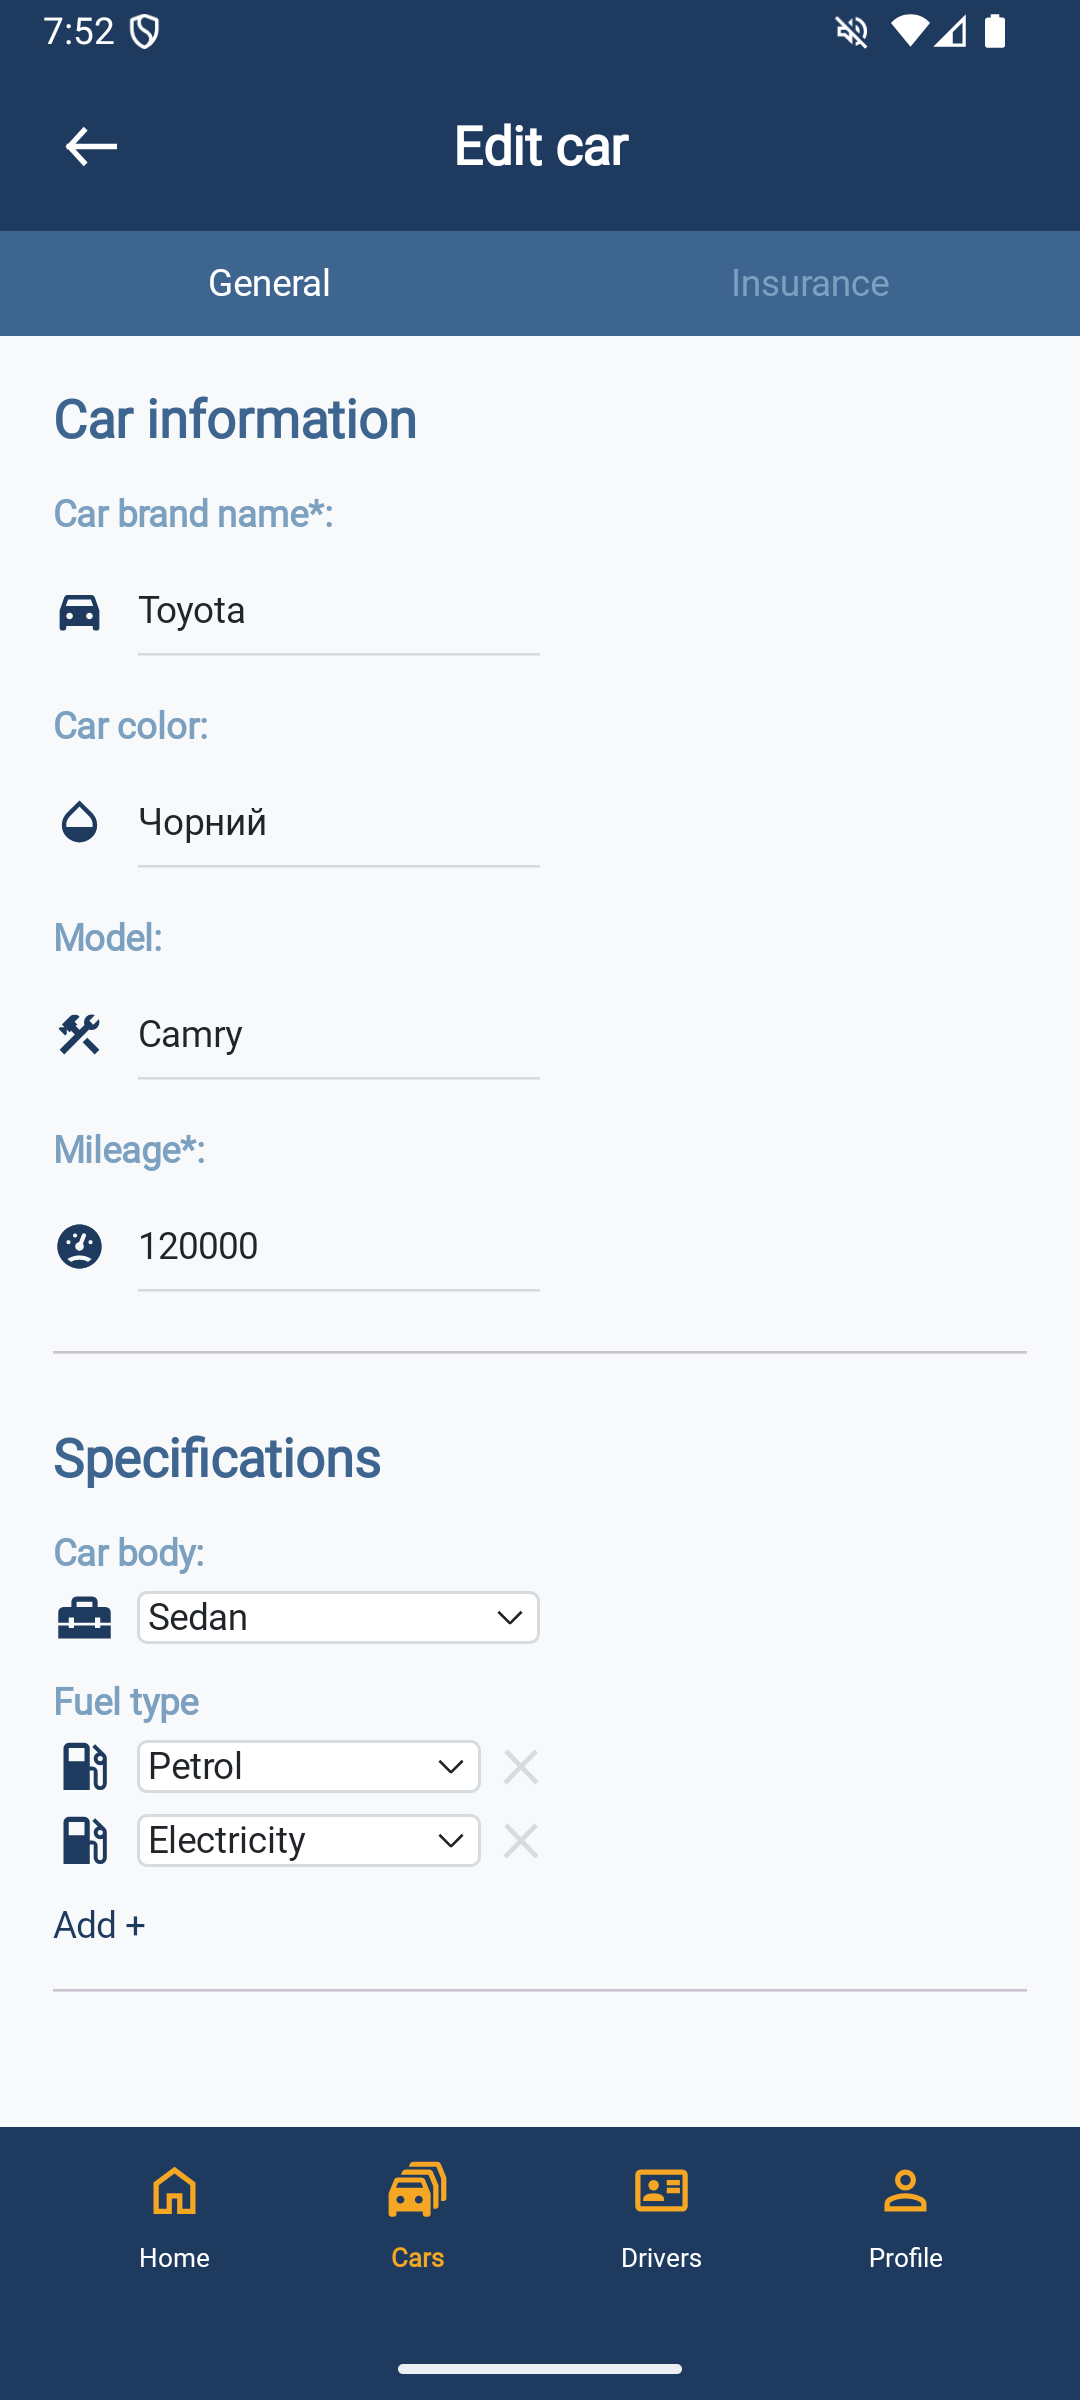 7:52
Edit car
General
Insurance
Car information
Car brand name*:
Toyota
Car color:
Чорний
Model:
Camry
Mileage*:
120000
Specifications
Car body:
Sedan
Fuel type
Petrol
Electricity
Add +
Home
Cars
Drivers
Profile